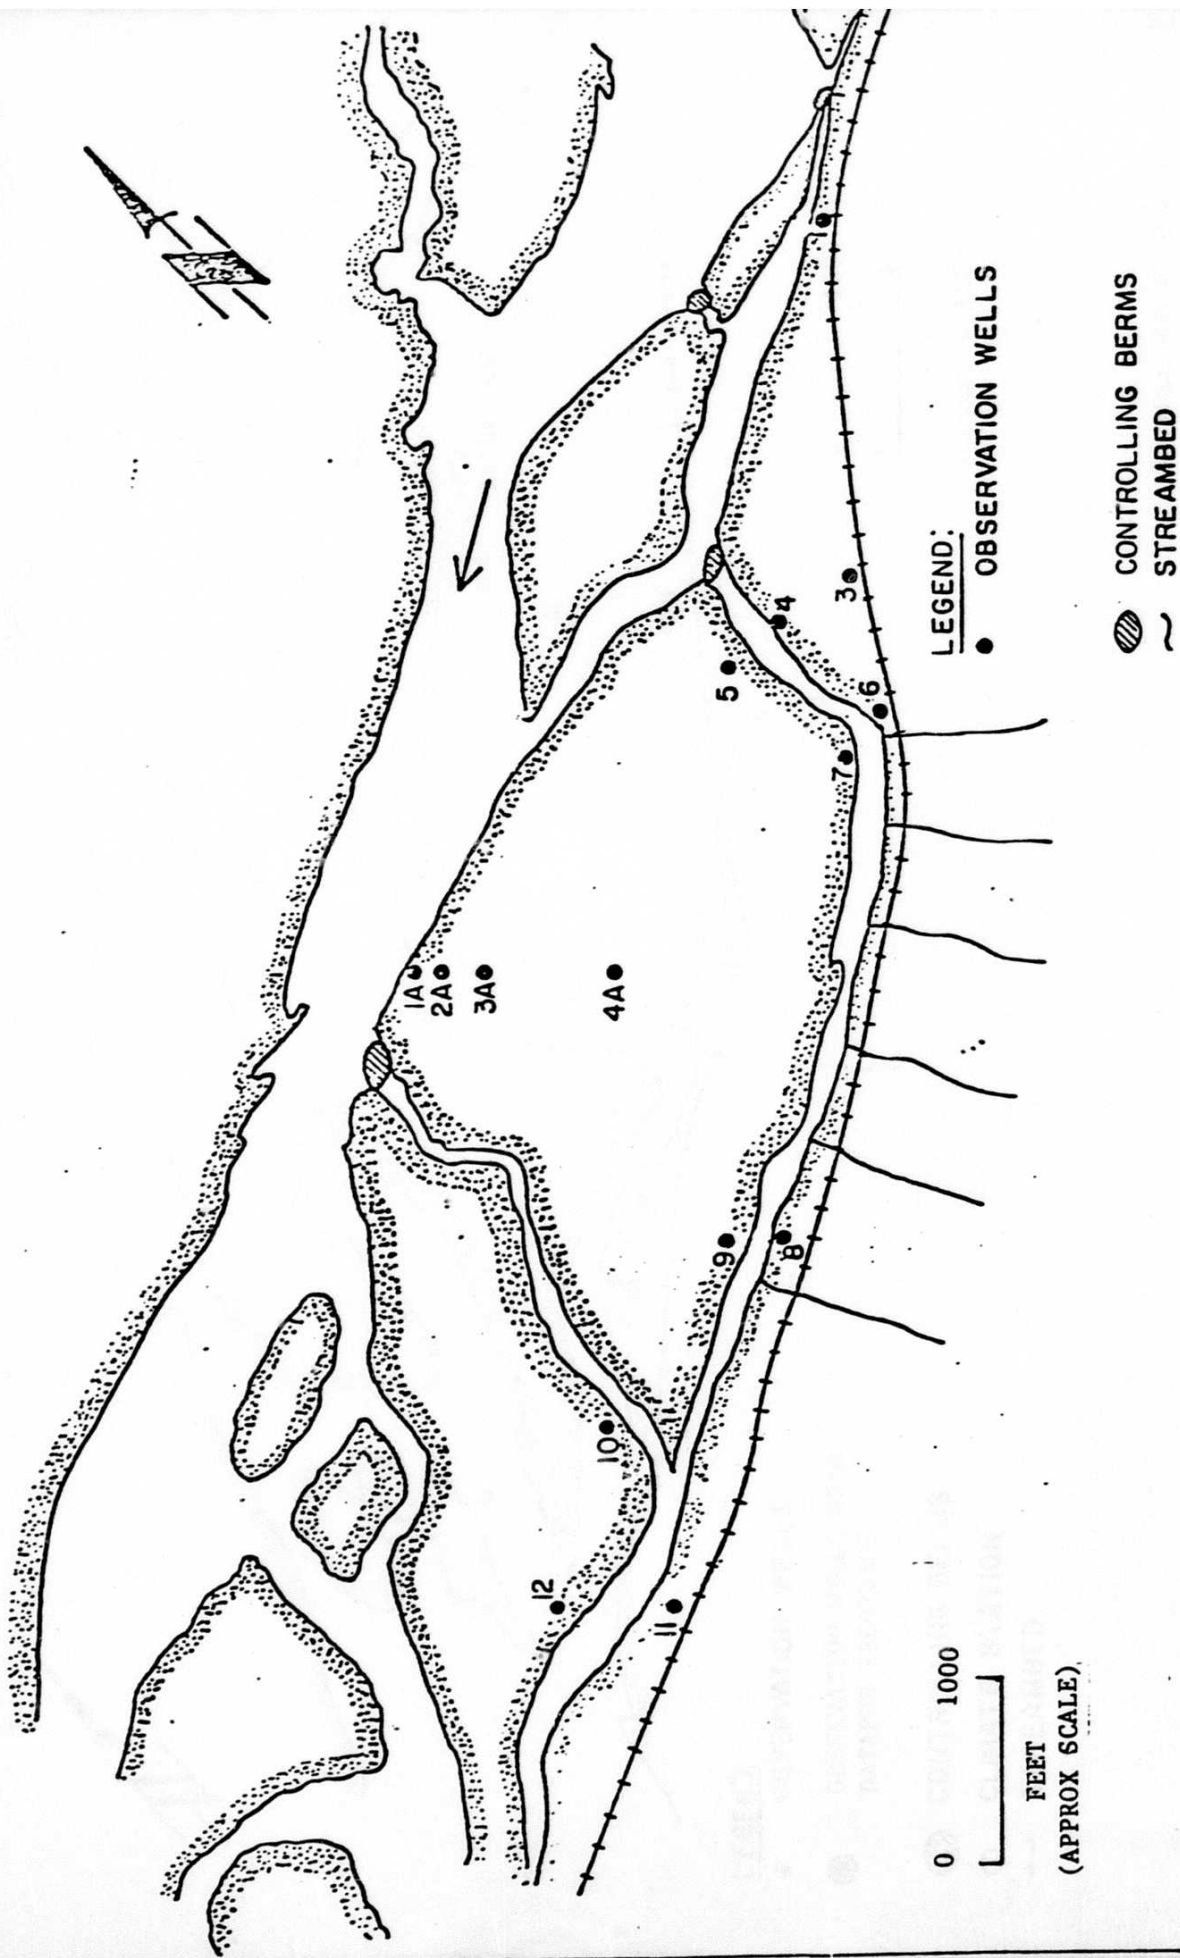 1
3
4
5
6
7
8
9
10
11
12
1A
2A
3A
4A
LEGEND:
OBSERVATION WELLS
CONTROLLING BERMS
STREAMBED
0 1000
FEET
(APPROX SCALE)